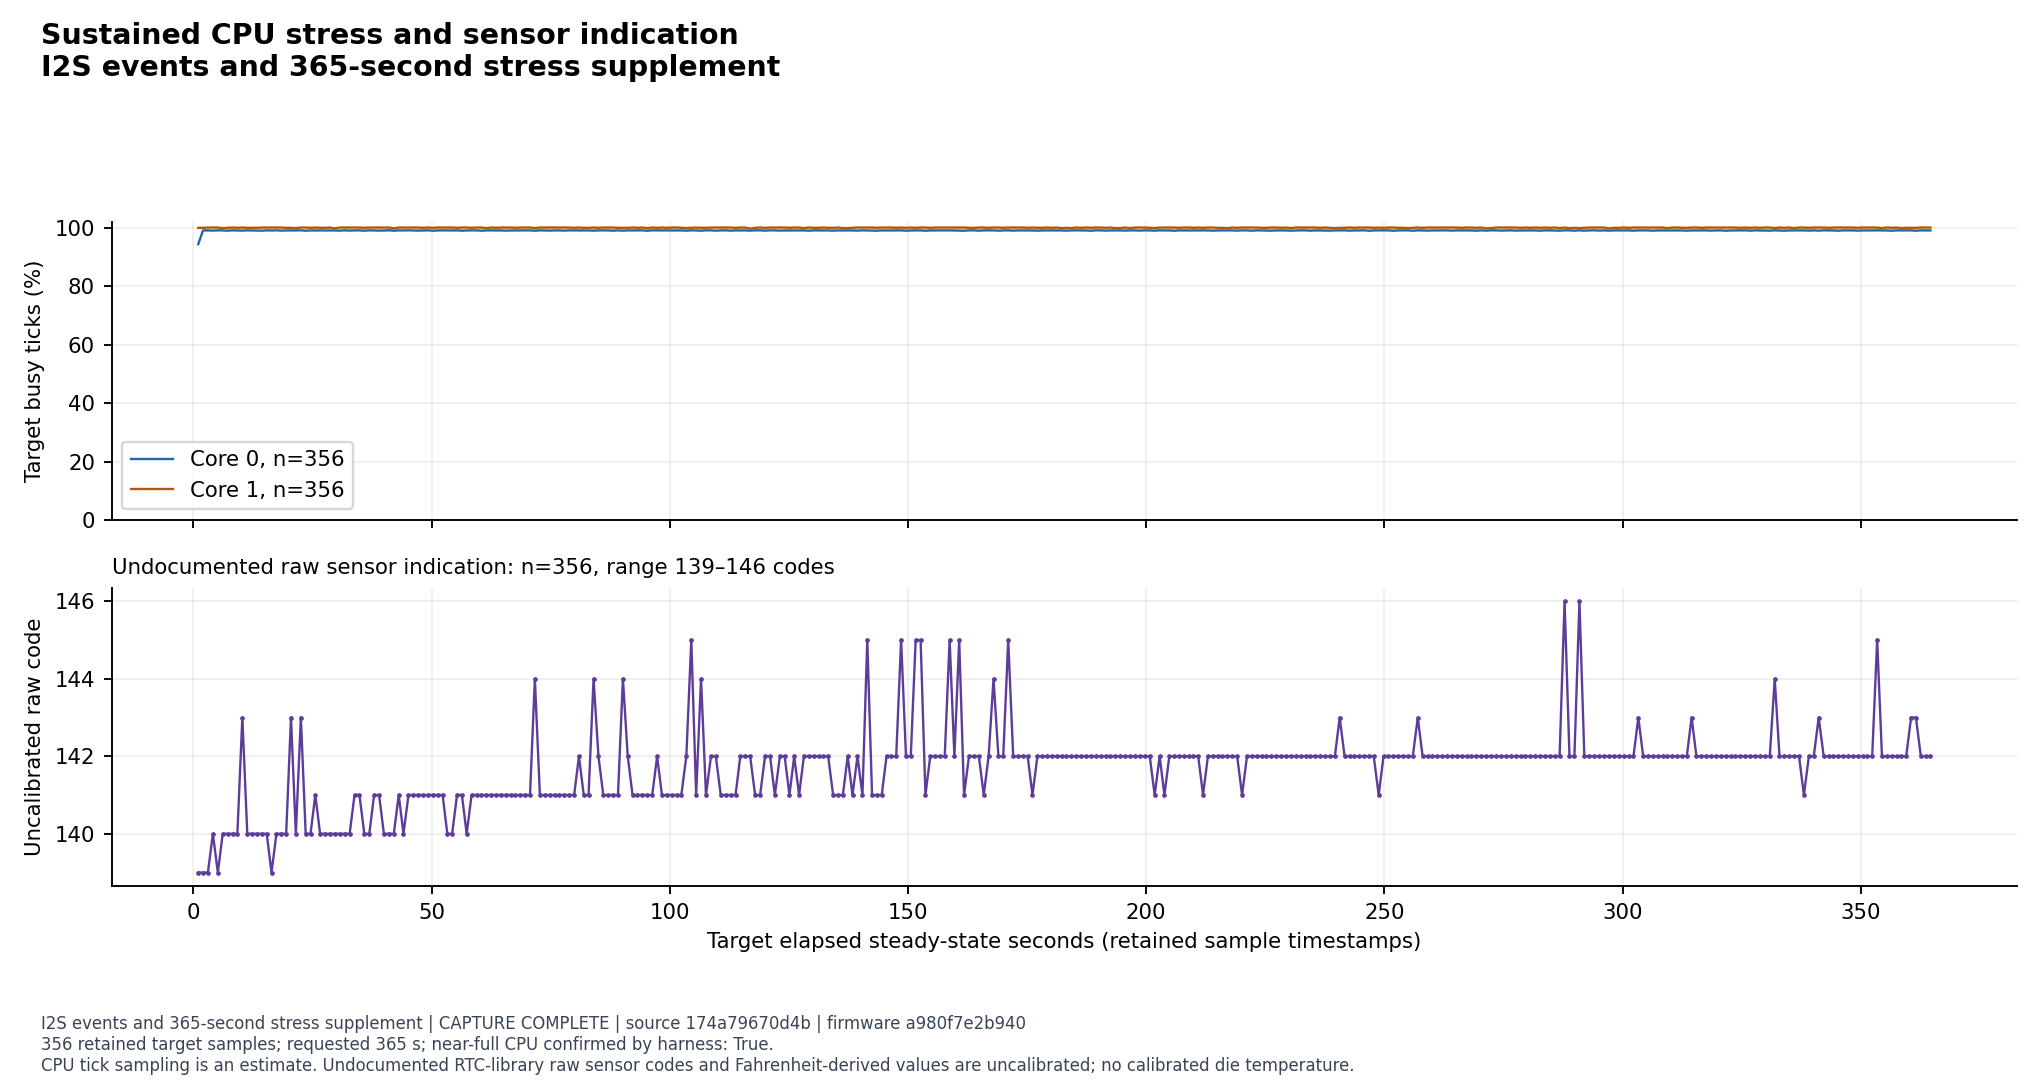 Sustained CPU stress and sensor indication
I2S events and 365-second stress supplement
Target busy ticks (%)
100
80
60
40
20
0
Core 0, n=356
Core 1, n=356
Undocumented raw sensor indication: n=356, range 139–146 codes
Uncalibrated raw code
146
144
142
140
0 50 100 150 200 250 300 350
Target elapsed steady-state seconds (retained sample timestamps)
I2S events and 365-second stress supplement | CAPTURE COMPLETE | source 174a79670d4b | firmware a980f7e2b940
356 retained target samples; requested 365 s; near-full CPU confirmed by harness: True.
CPU tick sampling is an estimate. Undocumented RTC-library raw sensor codes and Fahrenheit-derived values are uncalibrated; no calibrated die temperature.